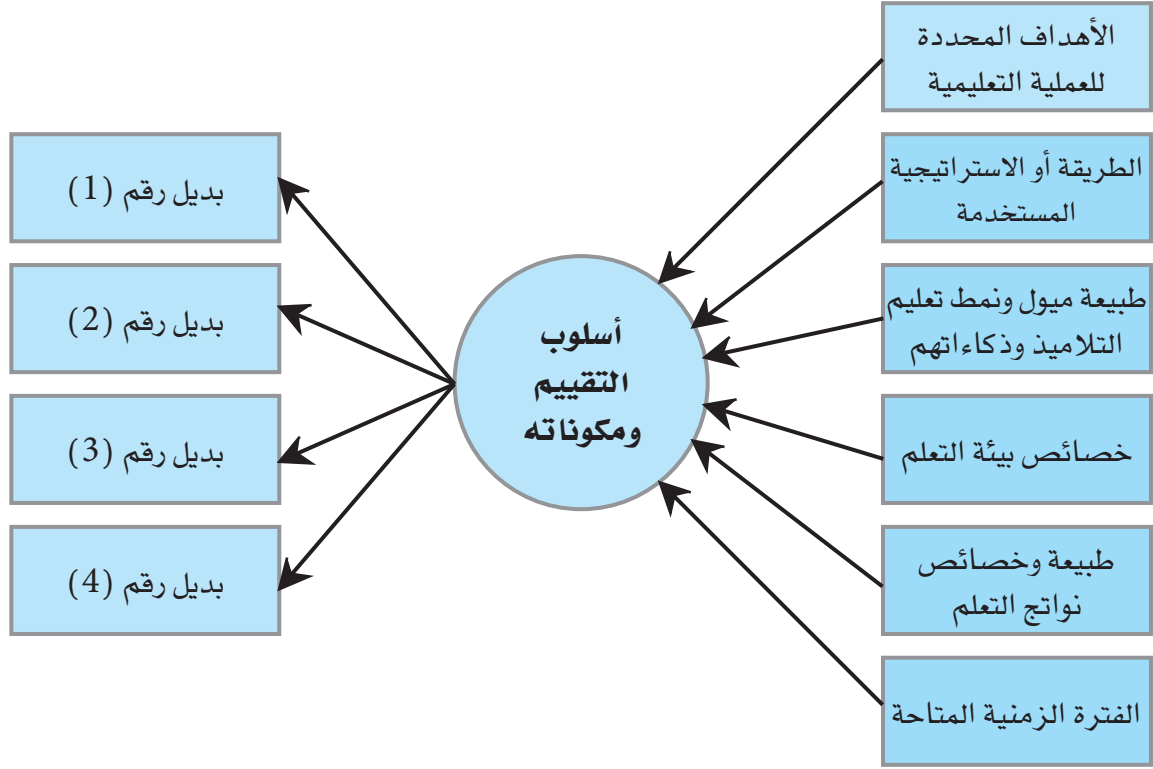 الأهداف المحددة
للعملية التعليمية
الطريقة أو الاستراتيجية
المستخدمة
طبيعة ميول ونمط تعليم
التلاميذ وذكاءاتهم
خصائص بيئة التعلم
طبيعة وخصائص
نواتج التعلم
الفترة الزمنية المتاحة
أسلوب
التقييم
ومكوناته
بديل رقم (1)
بديل رقم (2)
بديل رقم (3)
بديل رقم (4)